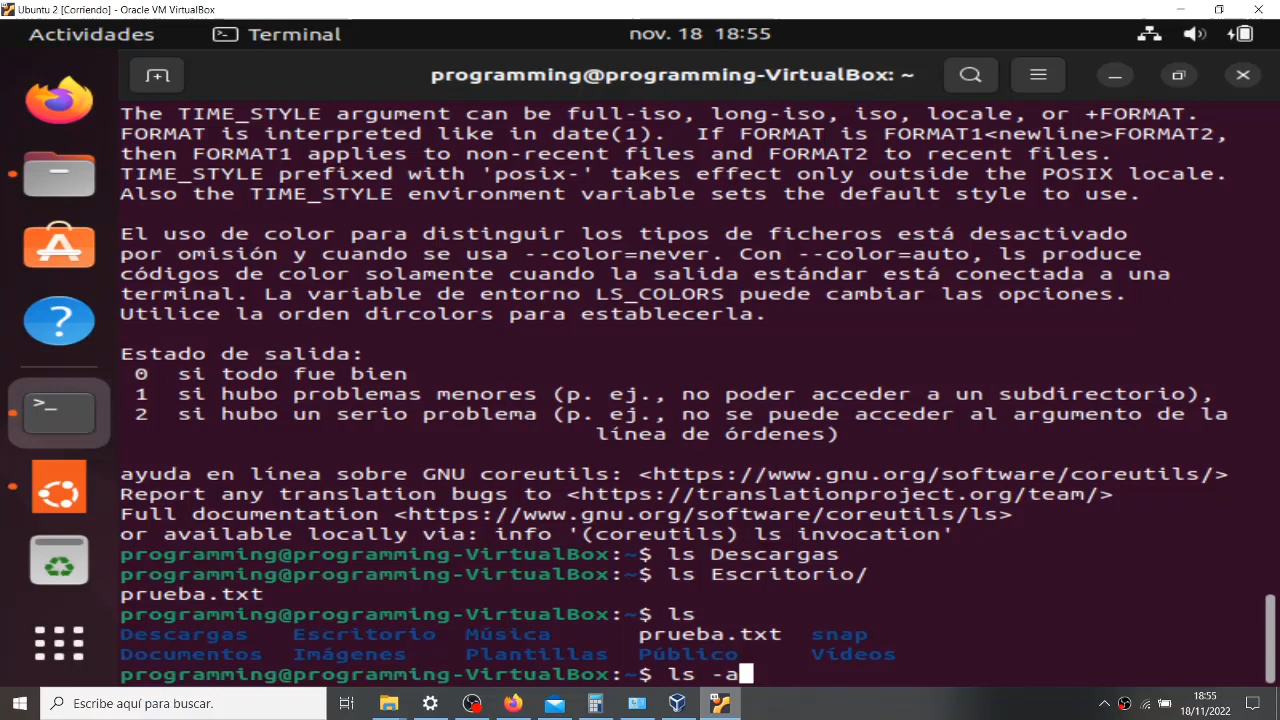 Ubuntu 2 [Corriendo] - Oracle VM VirtualBox
Actividades Terminal nov. 18 18:55
programming@programming-VirtualBox: ~
The TIME_STYLE argument can be full-iso, long-iso, iso, locale, or +FORMAT.
FORMAT is interpreted like in date(1).  If FORMAT is FORMAT1<newline>FORMAT2,
then FORMAT1 applies to non-recent files and FORMAT2 to recent files.
TIME_STYLE prefixed with 'posix-' takes effect only outside the POSIX locale.
Also the TIME_STYLE environment variable sets the default style to use.
El uso de color para distinguir los tipos de ficheros está desactivado
por omisión y cuando se usa --color=never. Con --color=auto, ls produce
códigos de color solamente cuando la salida estándar está conectada a una
terminal. La variable de entorno LS_COLORS puede cambiar las opciones.
Utilice la orden dircolors para establecerla.
Estado de salida:
0  si todo fue bien
1  si hubo problemas menores (p. ej., no poder acceder a un subdirectorio),
2  si hubo un serio problema (p. ej., no se puede acceder al argumento de la
línea de órdenes)
ayuda en línea sobre GNU coreutils: <https://www.gnu.org/software/coreutils/>
Report any translation bugs to <https://translationproject.org/team/>
Full documentation <https://www.gnu.org/software/coreutils/ls>
or available locally via: info '(coreutils) ls invocation'
programming@programming-VirtualBox:~$ ls Descargas
programming@programming-VirtualBox:~$ ls Escritorio/
prueba.txt
programming@programming-VirtualBox:~$ ls
Descargas   Escritorio  Música      prueba.txt  snap
Documentos  Imágenes    Plantillas  Público     Vídeos
programming@programming-VirtualBox:~$ ls -a
Escribe aquí para buscar.
18:55
18/11/2022